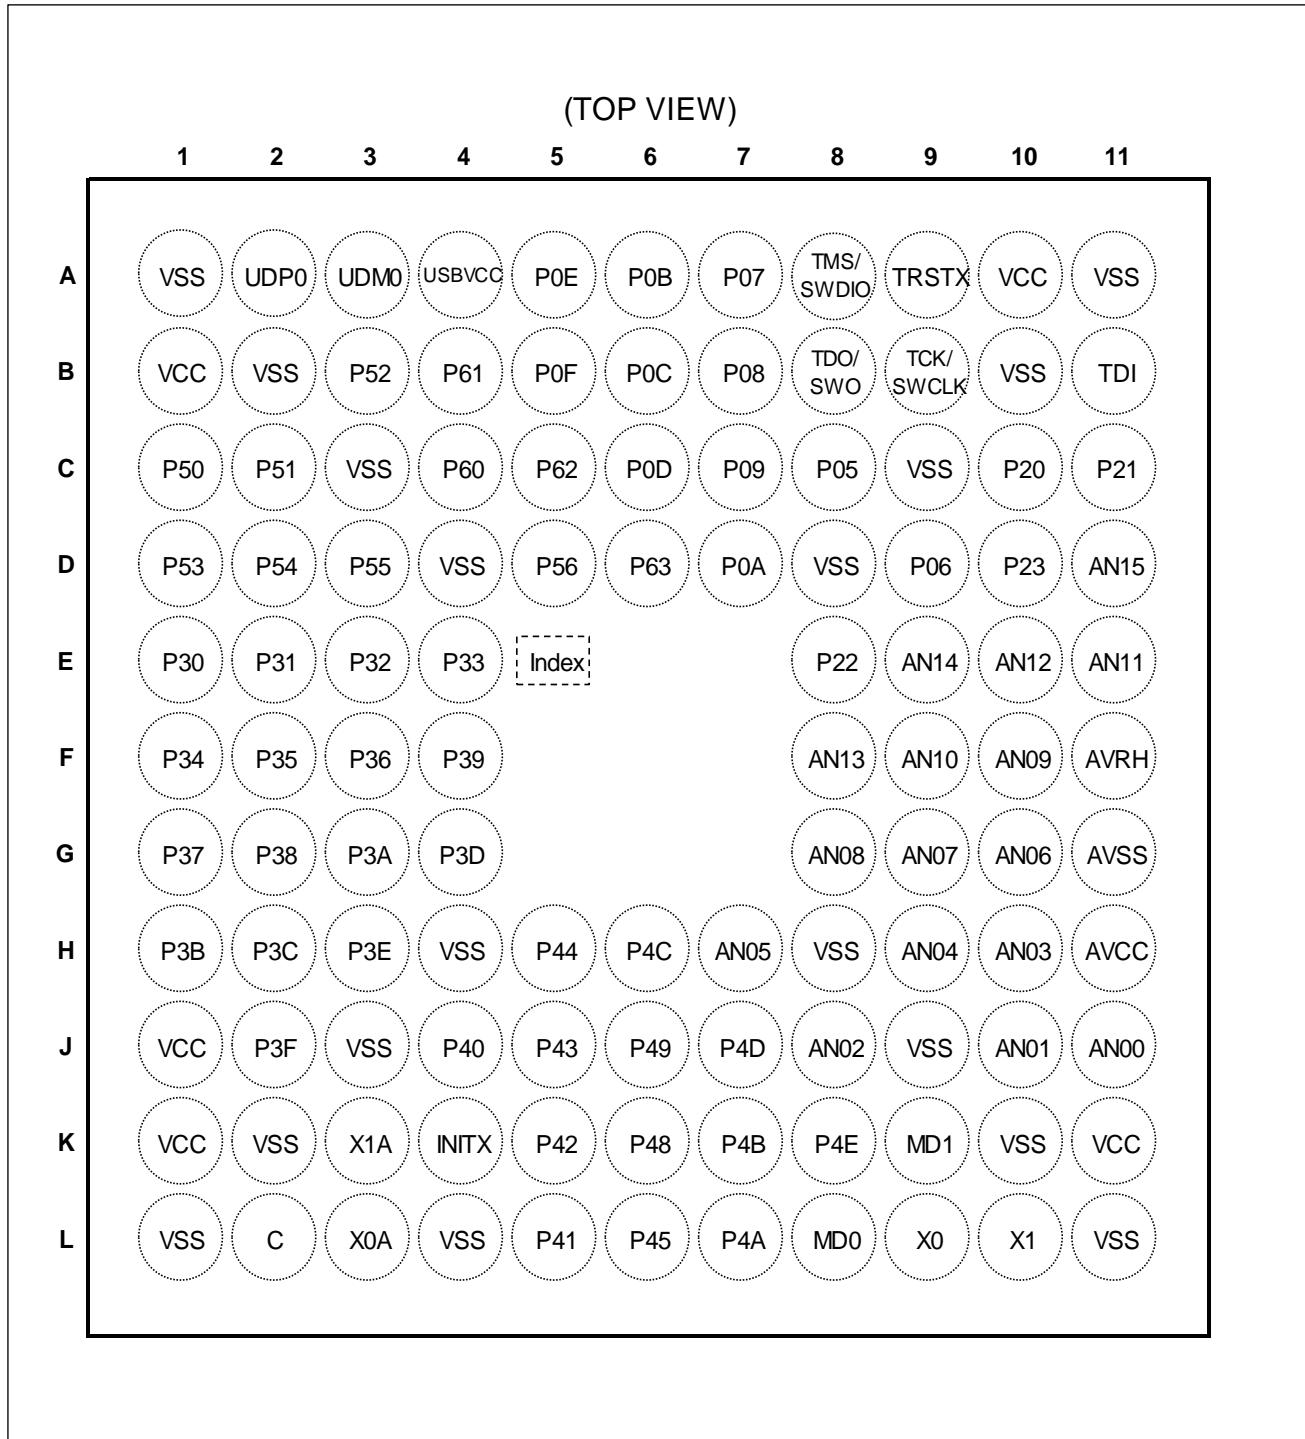 (TOP VIEW)
1 2 3 4 5 6 7 8 9 10 11
A VSS UDP0 UDM0 USBVCC P0E P0B P07 TMS/ SWDIO TRSTX VCC VSS
B VCC VSS P52 P61 P0F P0C P08 TDO/ SWO TCK/ SWCLK VSS TDI
C P50 P51 VSS P60 P62 P0D P09 P05 VSS P20 P21
D P53 P54 P55 VSS P56 P63 P0A VSS P06 P23 AN15
E P30 P31 P32 P33 Index P22 AN14 AN12 AN11
F P34 P35 P36 P39 AN13 AN10 AN09 AVRH
G P37 P38 P3A P3D AN08 AN07 AN06 AVSS
H P3B P3C P3E VSS P44 P4C AN05 VSS AN04 AN03 AVCC
J VCC P3F VSS P40 P43 P49 P4D AN02 VSS AN01 AN00
K VCC VSS X1A INITX P42 P48 P4B P4E MD1 VSS VCC
L VSS C X0A VSS P41 P45 P4A MD0 X0 X1 VSS